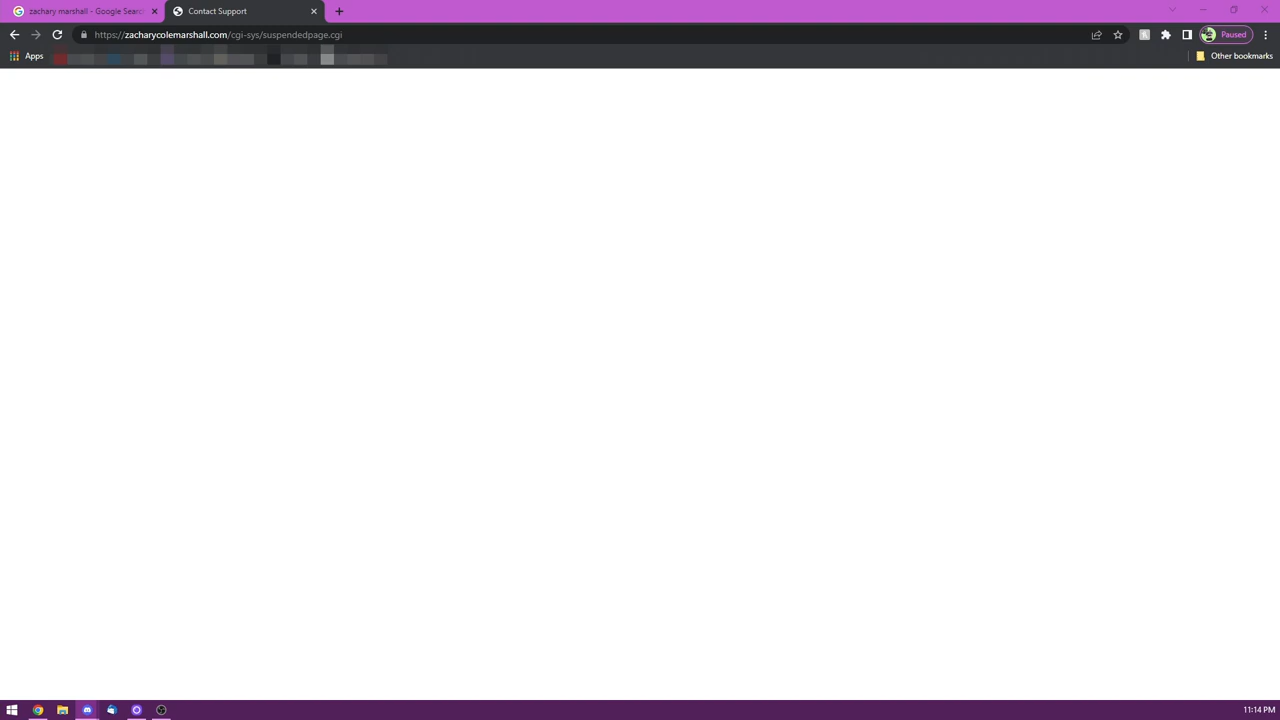 zachary marshall - Google Searc
Contact Support
https://zacharycolemarshall.com/cgi-sys/suspendedpage.cgi
Paused
Apps
Other bookmarks
11:14 PM